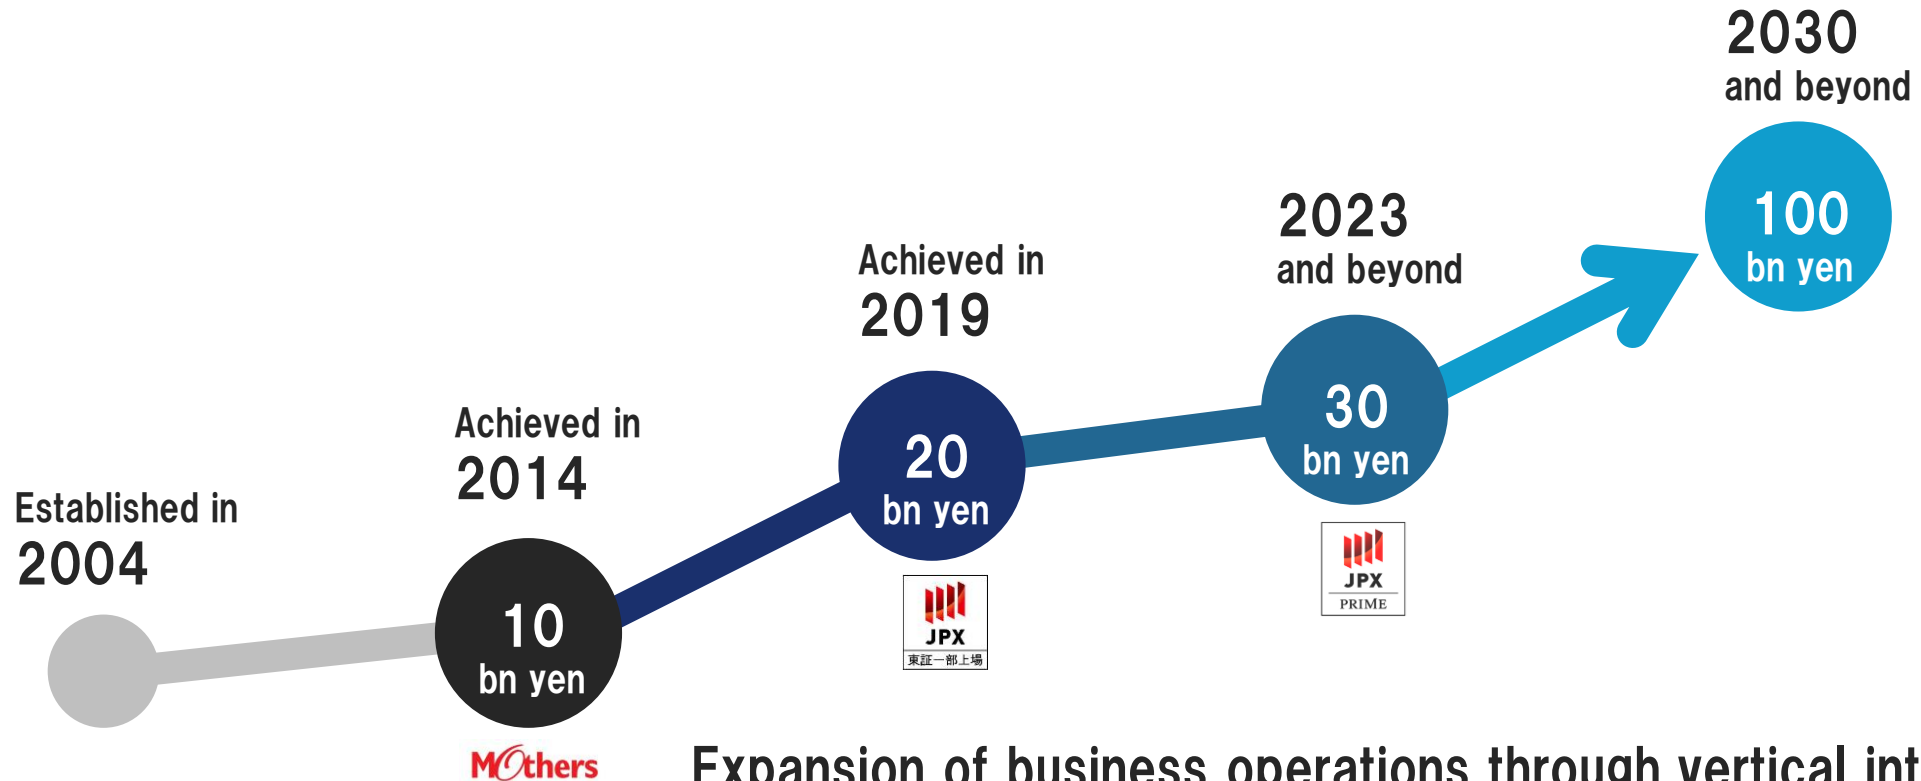 Established in
2004
Achieved in
2014
10
bn yen
Mothers
Achieved in
2019
20
bn yen
JPX
東証一部上場
2023
and beyond
30
bn yen
JPX
PRIME
2030
and beyond
100
bn yen
Expansion of business operations through vertical int